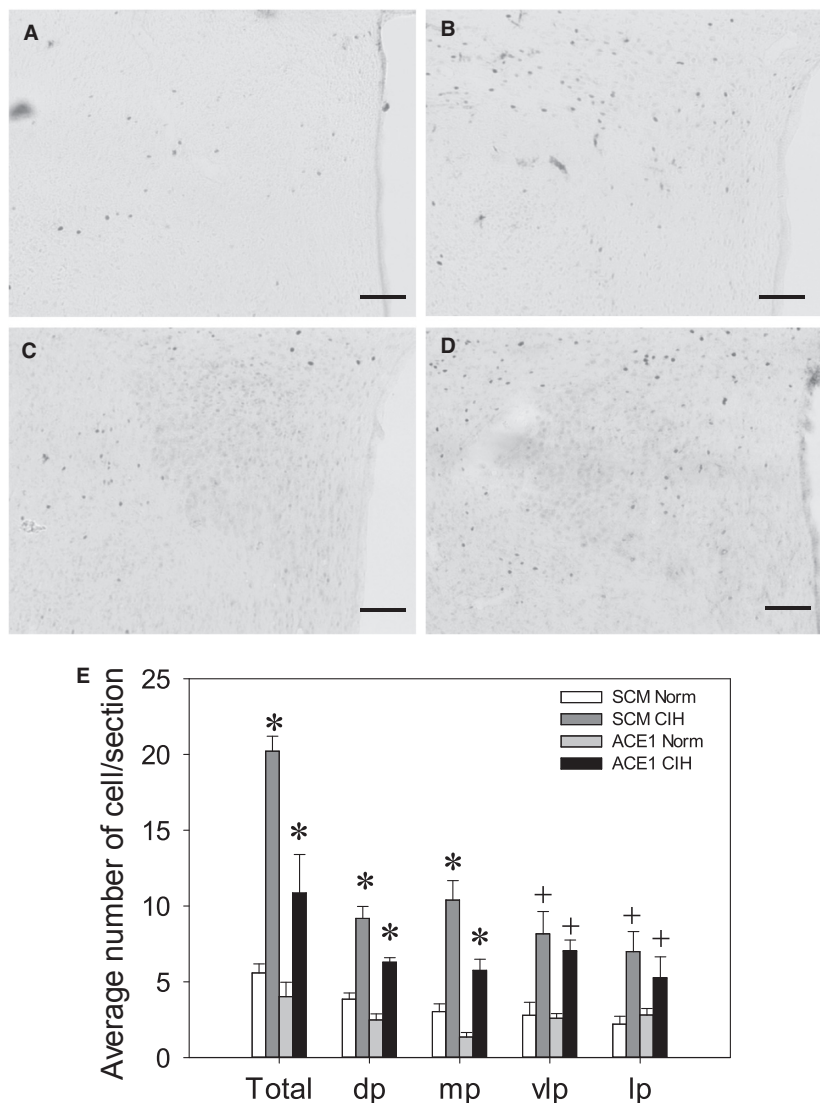 A
B
C
D
E
Average number of cell/section
25
20
15
10
5
0
SCM Norm
SCM CIH
ACE1 Norm
ACE1 CIH
* * * * * * + + + +
Total dp mp vlp lp